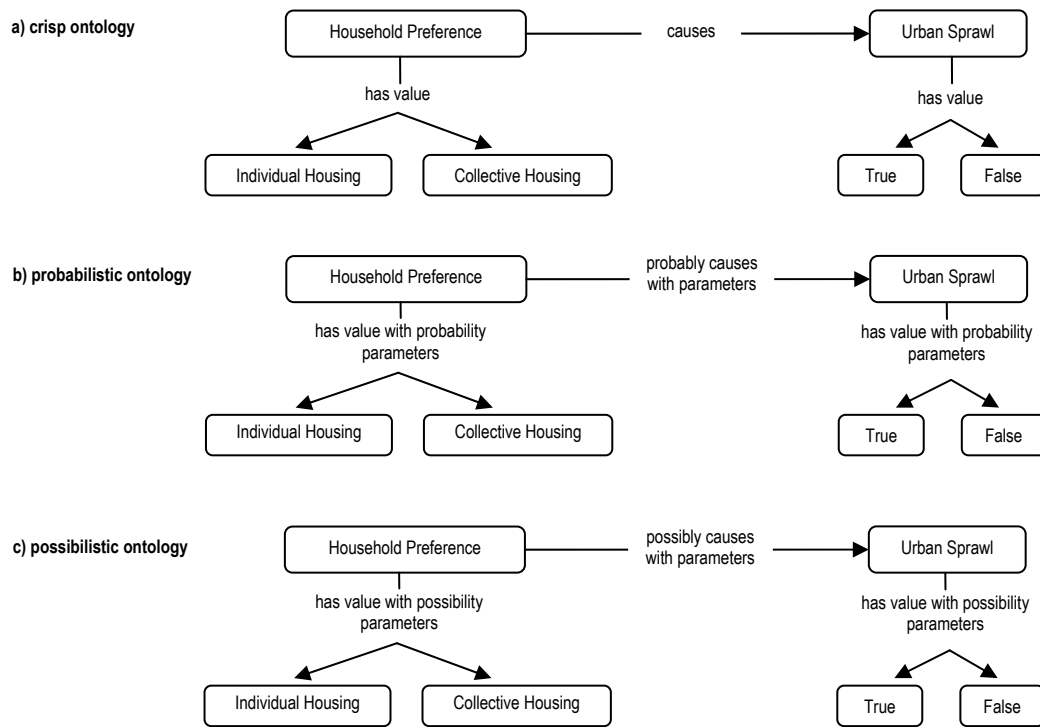 a) crisp ontology
Household Preference
causes
Urban Sprawl
has value
has value
Individual Housing
Collective Housing
True
False
b) probabilistic ontology
Household Preference
probably causes
with parameters
Urban Sprawl
has value with probability
parameters
has value with probability
parameters
Individual Housing
Collective Housing
True
False
c) possibilistic ontology
Household Preference
possibly causes
with parameters
Urban Sprawl
has value with possibility
parameters
has value with possibility
parameters
Individual Housing
Collective Housing
True
False